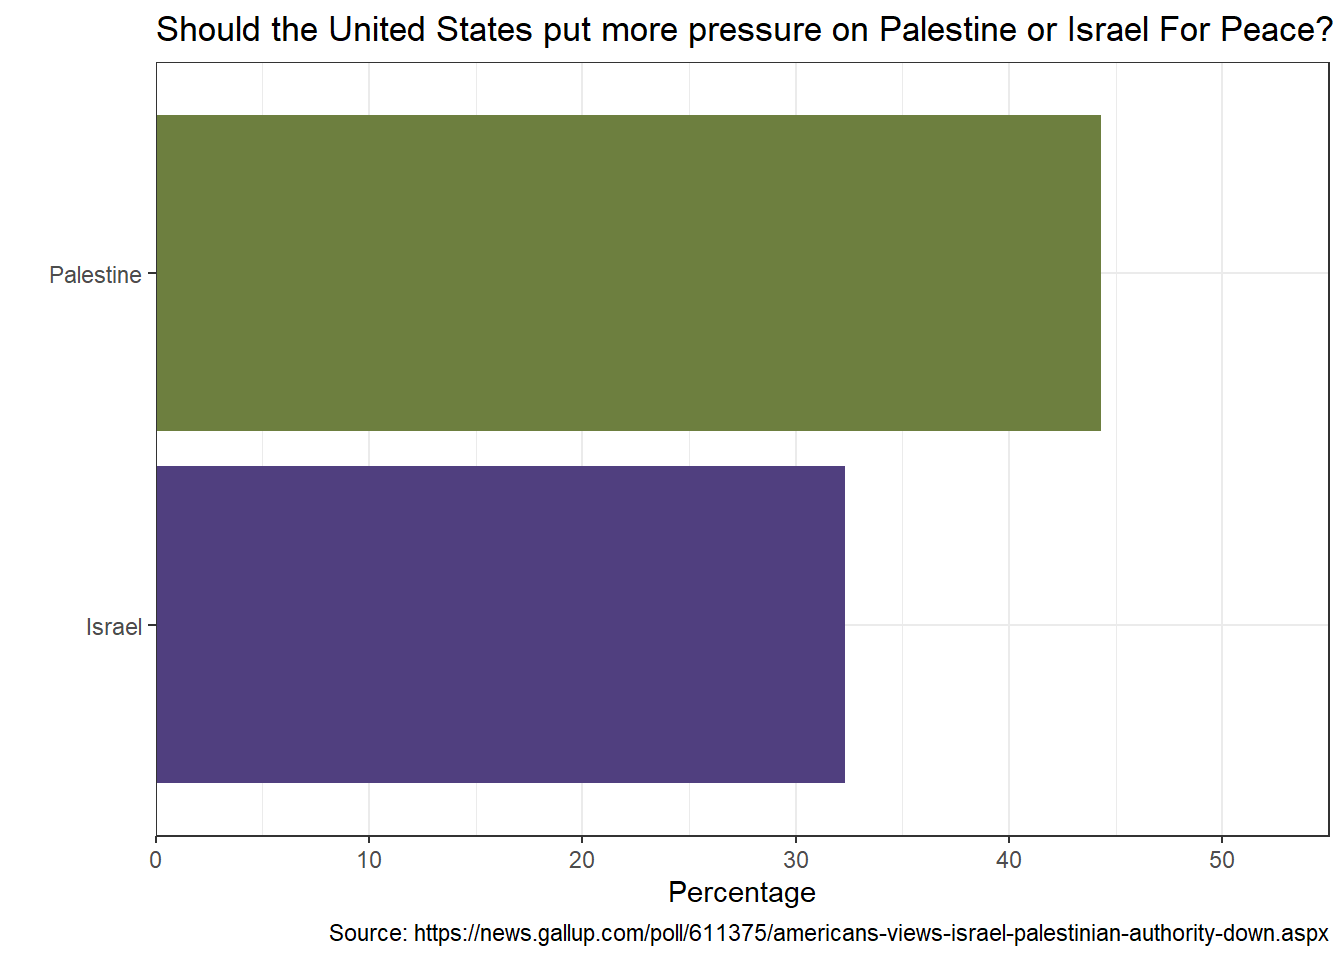 Should the United States put more pressure on Palestine or Israel For Peace?
Palestine
Israel
0 10 20 30 40 50
Percentage
Source: https://news.gallup.com/poll/611375/americans-views-israel-palestinian-authority-down.aspx